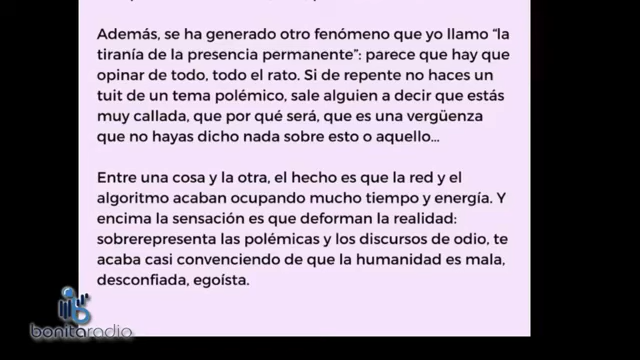 Además, se ha generado otro fenómeno que yo llamo “la
tiranía de la presencia permanente”: parece que hay que
opinar de todo, todo el rato. Si de repente no haces un
tuit de un tema polémico, sale alguien a decir que estás
muy callada, que por qué será, que es una vergüenza
que no hayas dicho nada sobre esto o aquello...
Entre una cosa y la otra, el hecho es que la red y el
algoritmo acaban ocupando mucho tiempo y energía. Y
encima la sensación es que deforman la realidad:
sobrerepresenta las polémicas y los discursos de odio, te
acaba casi convenciendo de que la humanidad es mala,
desconfiada, egoísta.
bonitaradio